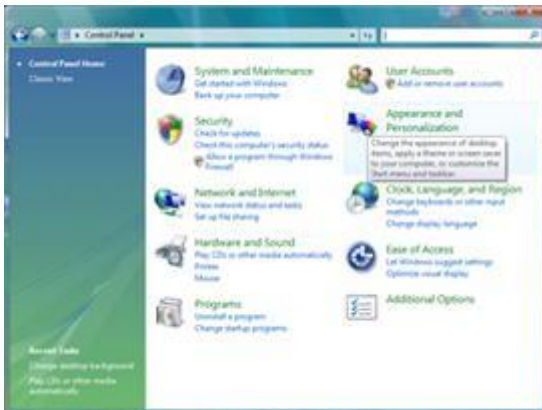 Control Panel
Control Panel Home
Classic View
System and Maintenance
Get started with Windows
Back up your computer
Security
Check for updates
Check this computer's security status
Allow a program through Windows
Firewall
Network and Internet
View network status and tasks
Set up file sharing
Hardware and Sound
Play CDs or other media automatically
Printer
Mouse
Programs
Uninstall a program
Change startup programs
User Accounts
Add or remove user accounts
Appearance and
Personalization
Change the appearance of desktop
items, apply a theme or screen saver
to your computer, or customize the
Start menu and taskbar.
Clock, Language, and Region
Change keyboards or other input
methods
Change display language
Ease of Access
Let Windows suggest settings
Optimize visual display
Additional Options
Recent Tasks
Change desktop background
Play CDs or other media
automatically